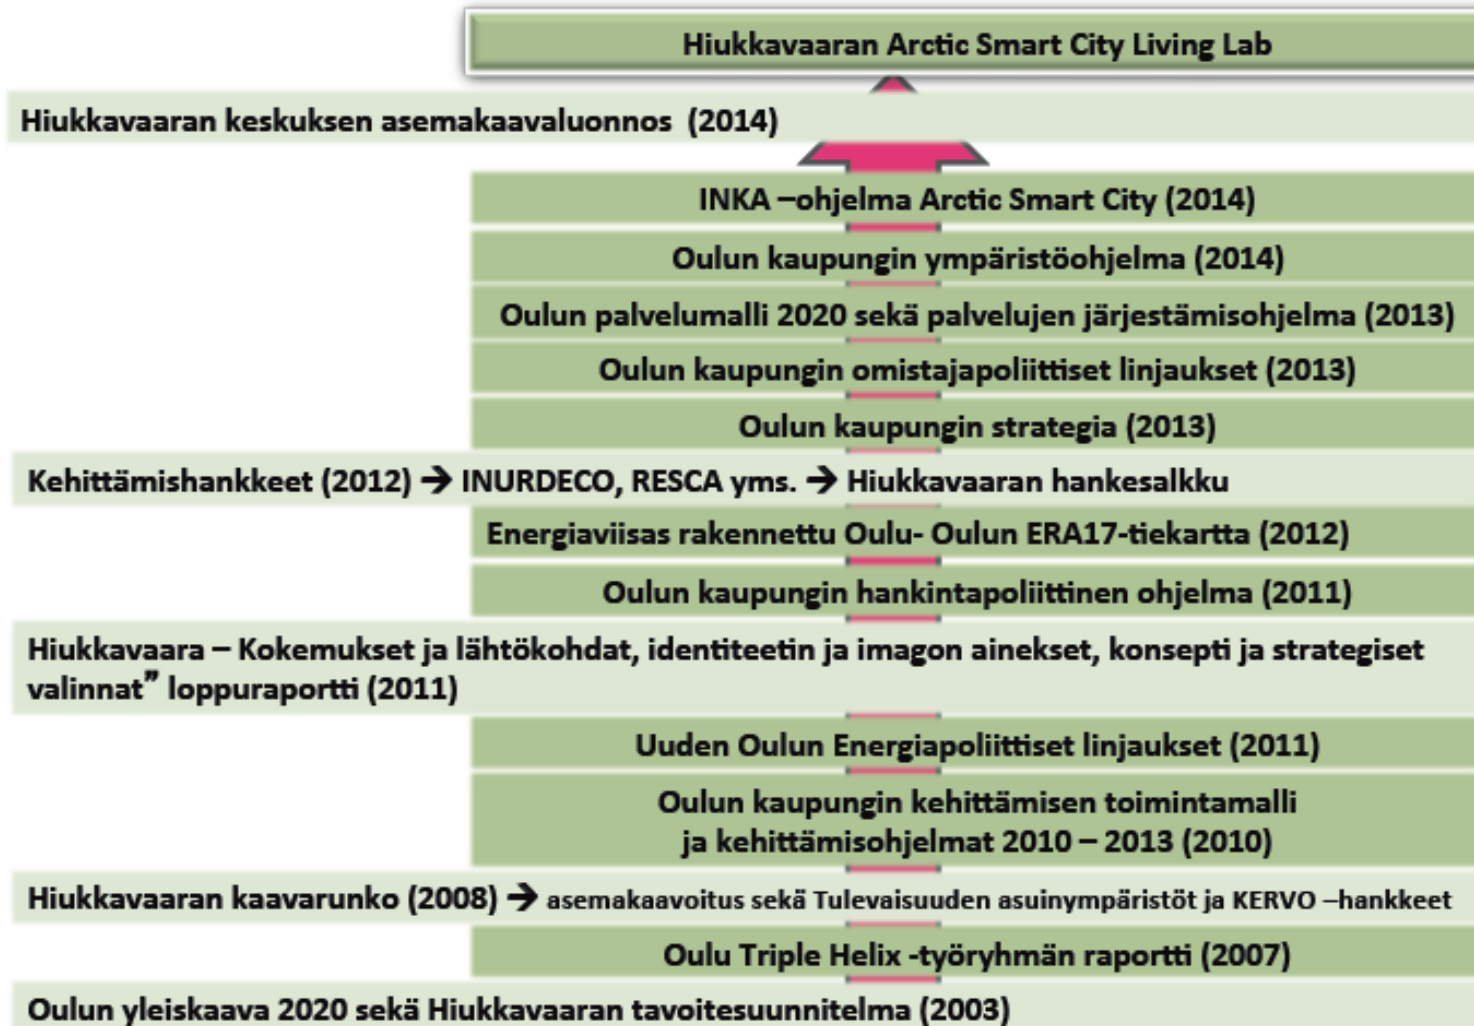 Hiukkavaaran Arctic Smart City Living Lab
Hiukkavaaran keskuksen asemakaavaluonnos (2014)
INKA –ohjelma Arctic Smart City (2014)
Oulun kaupungin ympäristöohjelma (2014)
Oulun palvelumalli 2020 sekä palvelujen järjestämisohjelma (2013)
Oulun kaupungin omistajapoliittiset linjaukset (2013)
Oulun kaupungin strategia (2013)
Kehittämishankkeet (2012) → INURDECO, RESCA yms. → Hiukkavaaran hankesalkku
Energiaviisas rakennettu Oulu- Oulun ERA17-tiekartta (2012)
Oulun kaupungin hankintapoliittinen ohjelma (2011)
Hiukkavaara – Kokemukset ja lähtökohdat, identiteetin ja imagon ainekset, konsepti ja strategiset
valinnat” loppuraportti (2011)
Uuden Oulun Energiapoliittiset linjaukset (2011)
Oulun kaupungin kehittämisen toimintamalli
ja kehittämisohjelmat 2010 – 2013 (2010)
Hiukkavaaran kaavarunko (2008) → asemakaavoitus sekä Tulevaisuuden asuinympäristöt ja KERVO –hankkeet
Oulu Triple Helix -työryhmän raportti (2007)
Oulun yleiskaava 2020 sekä Hiukkavaaran tavoitesuunnitelma (2003)